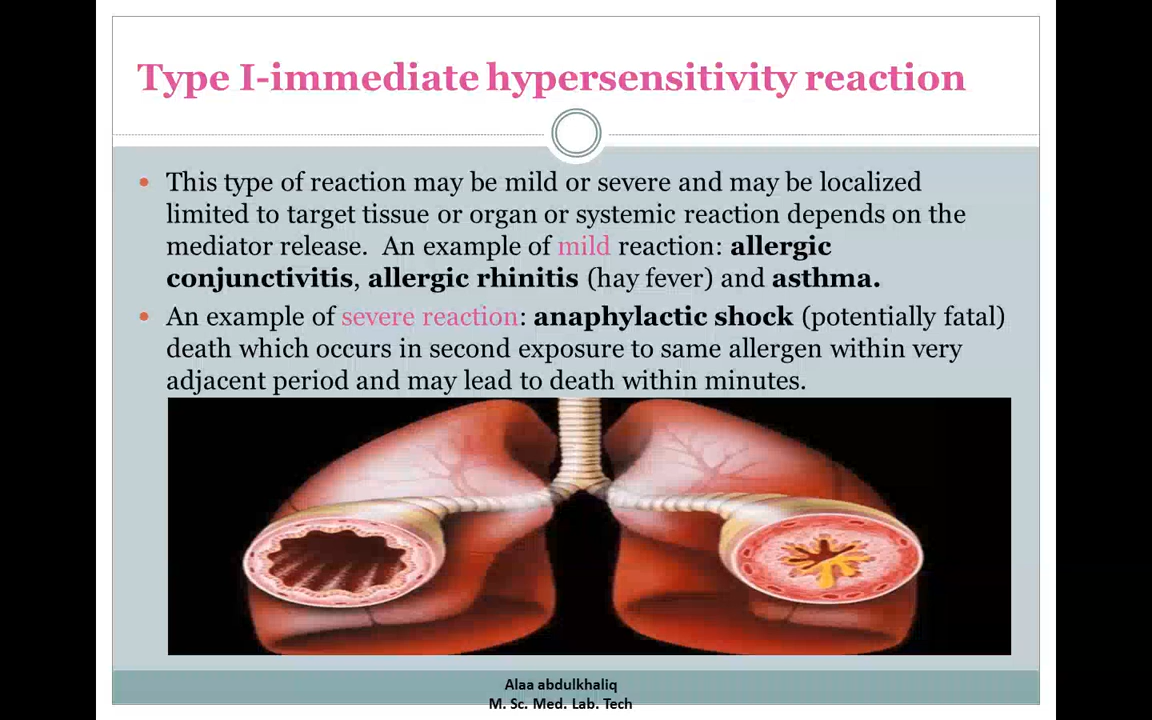 Type I-immediate hypersensitivity reaction
• This type of reaction may be mild or severe and may be localized
limited to target tissue or organ or systemic reaction depends on the
mediator release.  An example of mild reaction: allergic
conjunctivitis, allergic rhinitis (hay fever) and asthma.
• An example of severe reaction: anaphylactic shock (potentially fatal)
death which occurs in second exposure to same allergen within very
adjacent period and may lead to death within minutes.
Alaa abdulkhaliq
M. Sc. Med. Lab. Tech